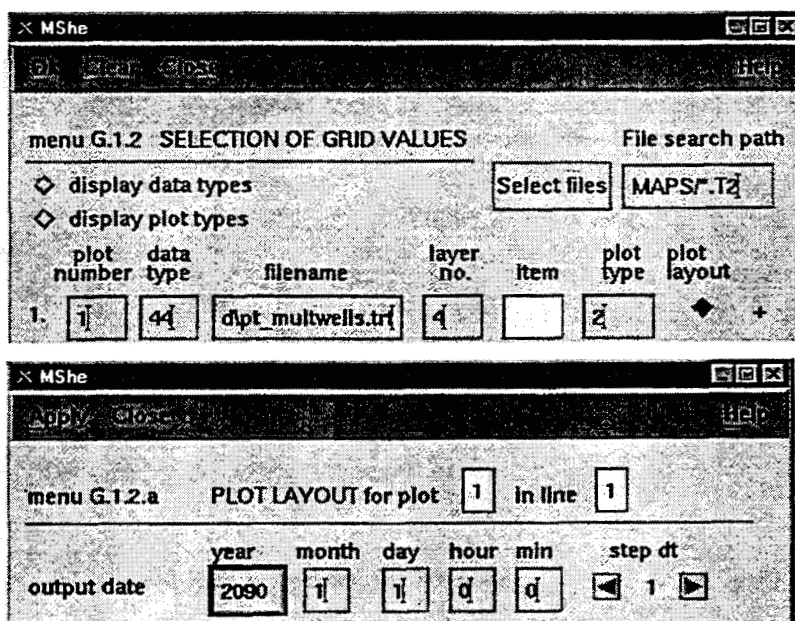 MShe
Ok Clear Close Help
menu G.1.2 SELECTION OF GRID VALUES File search path
display data types Select files MAPS/*.T2
display plot types
plot data layer plot plot
number type filename no. Item type layout
1. 1 44 d\pt_multwells.trf 4 2 +
MShe
Apply Close Help
menu G.1.2.a PLOT LAYOUT for plot 1 in line 1
year month day hour min step dt
output date 2090 1 1 0 0 1